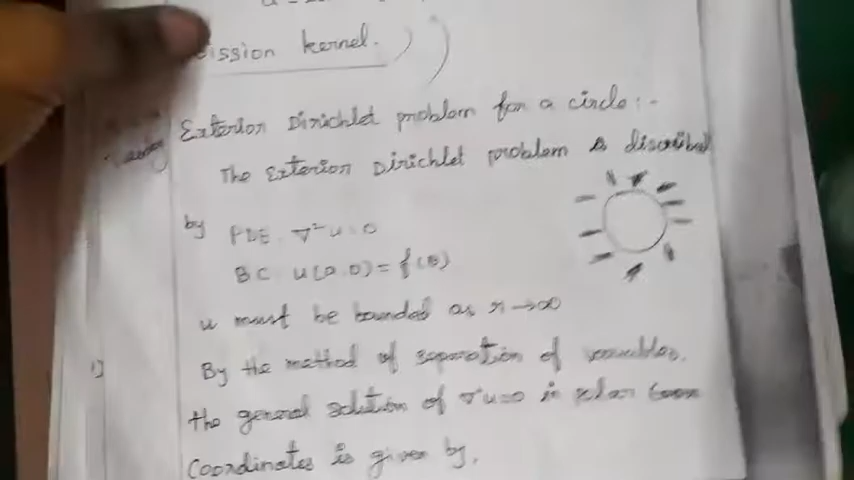 kernel.
Exterior Dirichlet problem for a circle :-
The Exterior Dirichlet problem is discribed
by PDE ∇²u = 0
BC u(a,θ) = f(θ)
u must be bounded as r→∞
1)
By the method of separation of variables.
the general solution of ∇²u=0 in polar
Coordinates is given by,